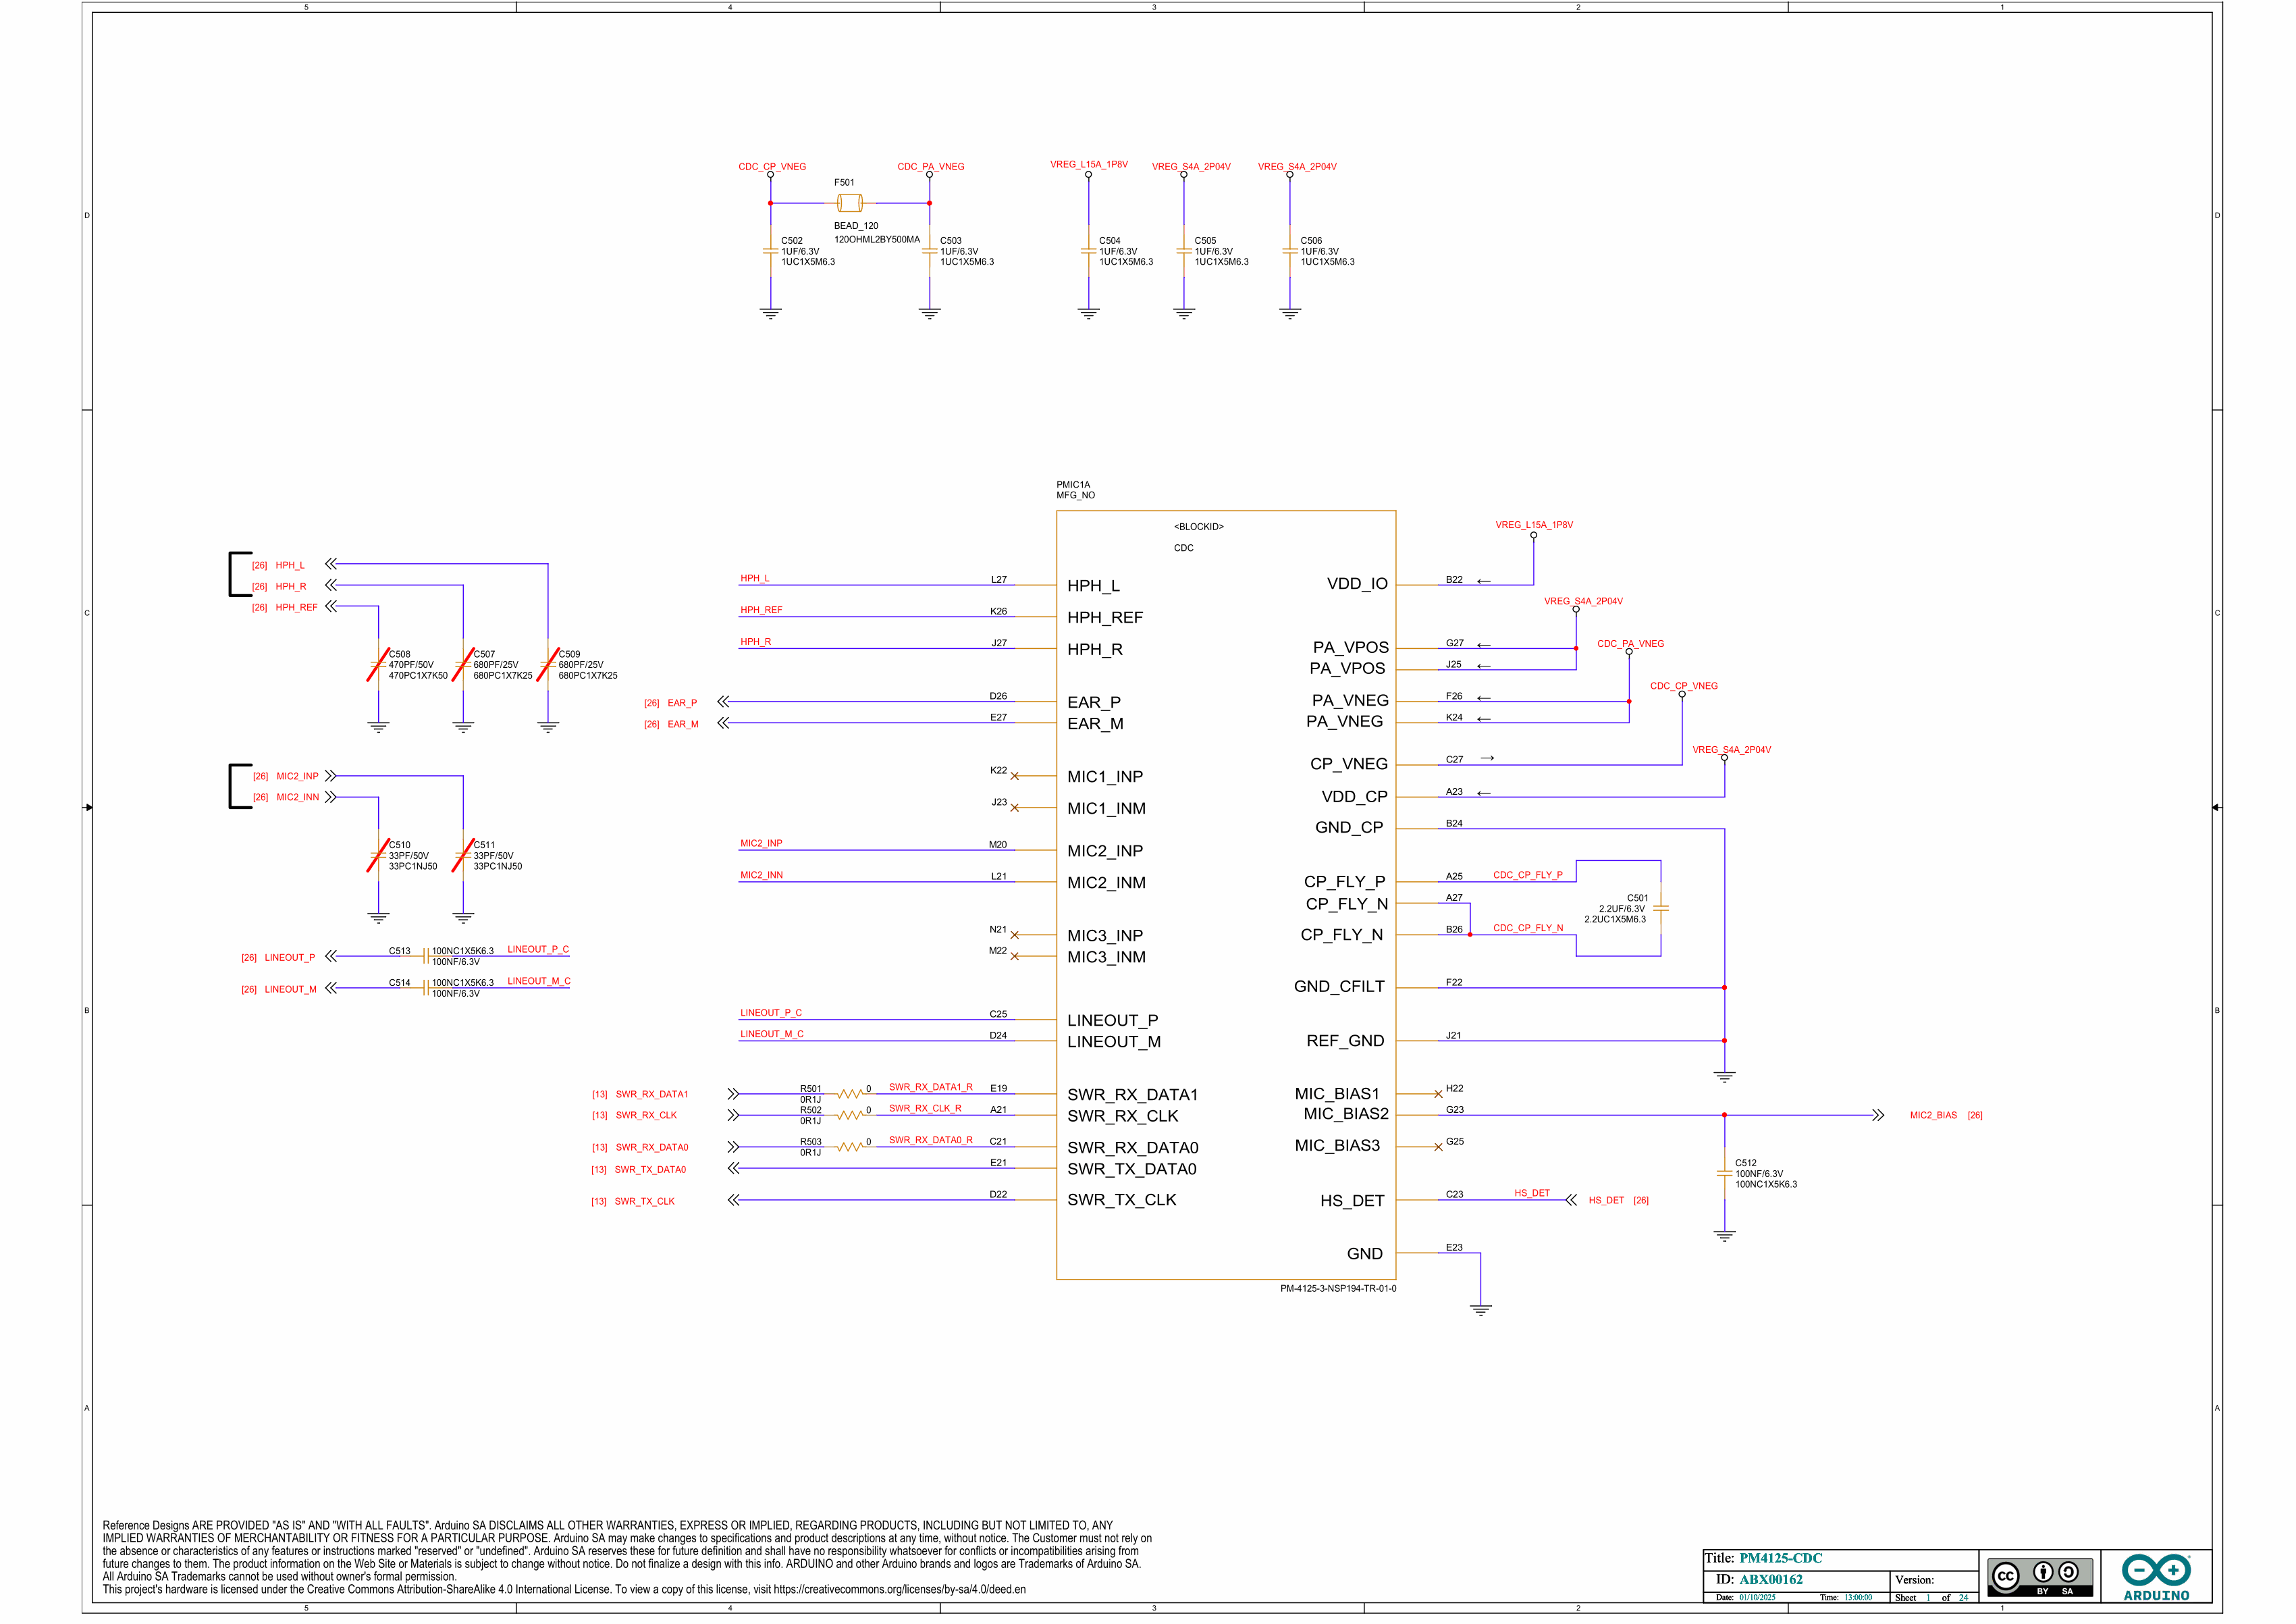 5 4 3 2 1
D
D
C
C
B
B
A
A
CDC_CP_VNEG
F501
CDC_PA_VNEG
VREG_L15A_1P8V
VREG_S4A_2P04V
VREG_S4A_2P04V
BEAD_120
120OHML2BY500MA
C502
1UF/6.3V
1UC1X5M6.3
C503
1UF/6.3V
1UC1X5M6.3
C504
1UF/6.3V
1UC1X5M6.3
C505
1UF/6.3V
1UC1X5M6.3
C506
1UF/6.3V
1UC1X5M6.3
[26] HPH_L
[26] HPH_R
[26] HPH_REF
C508
470PF/50V
470PC1X7K50
C507
680PF/25V
680PC1X7K25
C509
680PF/25V
680PC1X7K25
[26] MIC2_INP
[26] MIC2_INN
C510
33PF/50V
33PC1NJ50
C511
33PF/50V
33PC1NJ50
[26] LINEOUT_P
C513
100NC1X5K6.3
100NF/6.3V
LINEOUT_P_C
[26] LINEOUT_M
C514
100NC1X5K6.3
100NF/6.3V
LINEOUT_M_C
PMIC1A
MFG_NO
<BLOCKID>
CDC
HPH_L L27 HPH_L
HPH_REF K26 HPH_REF
HPH_R J27 HPH_R
[26] EAR_P D26 EAR_P
[26] EAR_M E27 EAR_M
K22 MIC1_INP
J23 MIC1_INM
MIC2_INP M20 MIC2_INP
MIC2_INN L21 MIC2_INM
N21 MIC3_INP
M22 MIC3_INM
LINEOUT_P_C C25 LINEOUT_P
LINEOUT_M_C D24 LINEOUT_M
[13] SWR_RX_DATA1 R501 0 SWR_RX_DATA1_R E19 SWR_RX_DATA1
0R1J
[13] SWR_RX_CLK R502 0 SWR_RX_CLK_R A21 SWR_RX_CLK
0R1J
[13] SWR_RX_DATA0 R503 0 SWR_RX_DATA0_R C21 SWR_RX_DATA0
0R1J
[13] SWR_TX_DATA0 E21 SWR_TX_DATA0
[13] SWR_TX_CLK D22 SWR_TX_CLK
VREG_L15A_1P8V
VDD_IO B22
VREG_S4A_2P04V
PA_VPOS G27
PA_VPOS J25
CDC_PA_VNEG
PA_VNEG F26
PA_VNEG K24
CDC_CP_VNEG
CP_VNEG C27
VREG_S4A_2P04V
VDD_CP A23
GND_CP B24
CP_FLY_P A25 CDC_CP_FLY_P
CP_FLY_N A27
CP_FLY_N B26 CDC_CP_FLY_N
C501
2.2UF/6.3V
2.2UC1X5M6.3
GND_CFILT F22
REF_GND J21
MIC_BIAS1 H22
MIC_BIAS2 G23 MIC2_BIAS [26]
MIC_BIAS3 G25
C512
100NF/6.3V
100NC1X5K6.3
HS_DET C23 HS_DET HS_DET [26]
GND E23
PM-4125-3-NSP194-TR-01-0
Reference Designs ARE PROVIDED "AS IS" AND "WITH ALL FAULTS". Arduino SA DISCLAIMS ALL OTHER WARRANTIES, EXPRESS OR IMPLIED, REGARDING PRODUCTS, INCLUDING BUT NOT LIMITED TO, ANY
IMPLIED WARRANTIES OF MERCHANTABILITY OR FITNESS FOR A PARTICULAR PURPOSE. Arduino SA may make changes to specifications and product descriptions at any time, without notice. The Customer must not rely on
the absence or characteristics of any features or instructions marked "reserved" or "undefined". Arduino SA reserves these for future definition and shall have no responsibility whatsoever for conflicts or incompatibilities arising from
future changes to them. The product information on the Web Site or Materials is subject to change without notice. Do not finalize a design with this info. ARDUINO and other Arduino brands and logos are Trademarks of Arduino SA.
All Arduino SA Trademarks cannot be used without owner's formal permission.
This project's hardware is licensed under the Creative Commons Attribution-ShareAlike 4.0 International License. To view a copy of this license, visit https://creativecommons.org/licenses/by-sa/4.0/deed.en
Title: PM4125-CDC
ID: ABX00162
Version:
Date: 01/10/2025 Time: 13:00:00 Sheet 1 of 24
cc
BY SA
ARDUINO
5 4 3 2 1